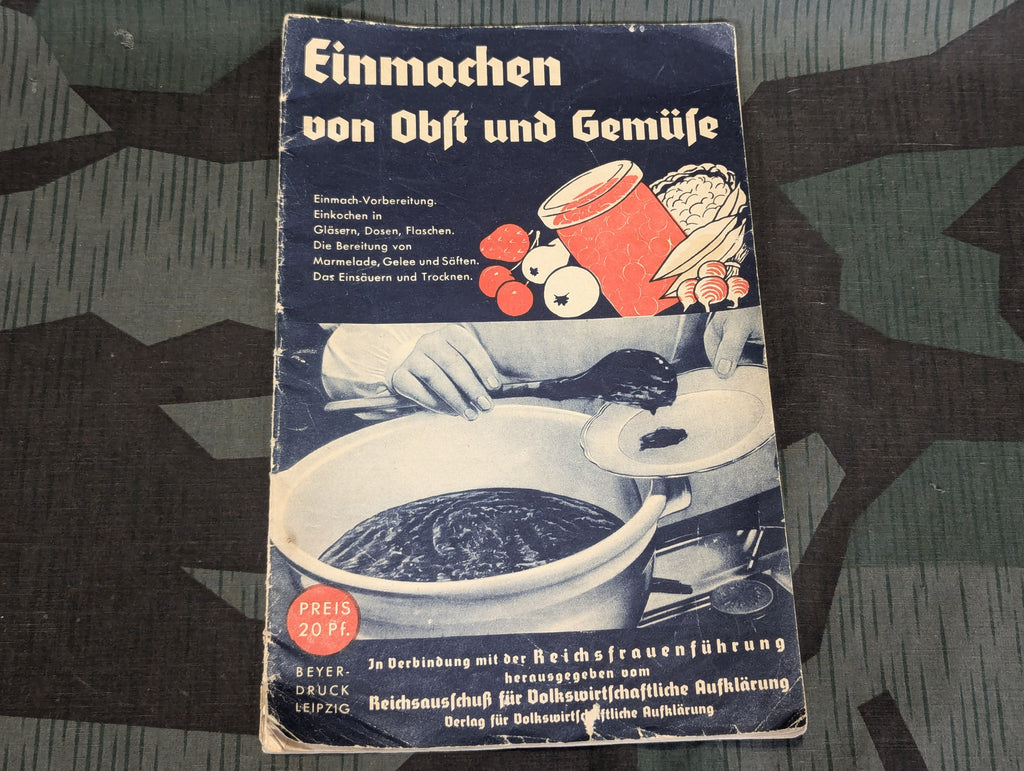 Einmachen
von Obſt und Gemüſe
Einmach-Vorbereitung.
Einkochen in
Gläsern, Dosen, Flaschen.
Die Bereitung von
Marmelade, Gelee und Säften.
Das Einsäuern und Trocknen.
PREIS
20 Pf.
BEYER-
DRUCK
LEIPZIG
In Verbindung mit der Reichsfrauenführung
herausgegeben vom
Reichsausſchuß für Volkswirtſchaftliche Aufklärung
Verlag für Volkswirtſchaftliche Aufklärung